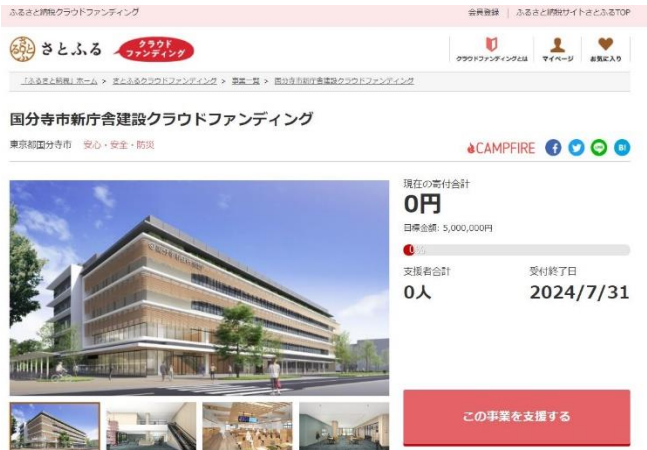 ふるさと納税クラウドファンディング
会員登録 ふるさと納税サイトさとふるTOP
さとふる クラウドファンディング
クラウドファンディングとは マイページ お気に入り
「ふるさと納税」ホーム > さとふるクラウドファンディング > 事業一覧 > 国分寺市新庁舎建設クラウドファンディング
国分寺市新庁舎建設クラウドファンディング
東京都国分寺市 安心・安全・防災
CAMPFIRE
現在の寄付合計
0円
目標金額: 5,000,000円
0%
支援者合計 受付終了日
0人 2024/7/31
この事業を支援する